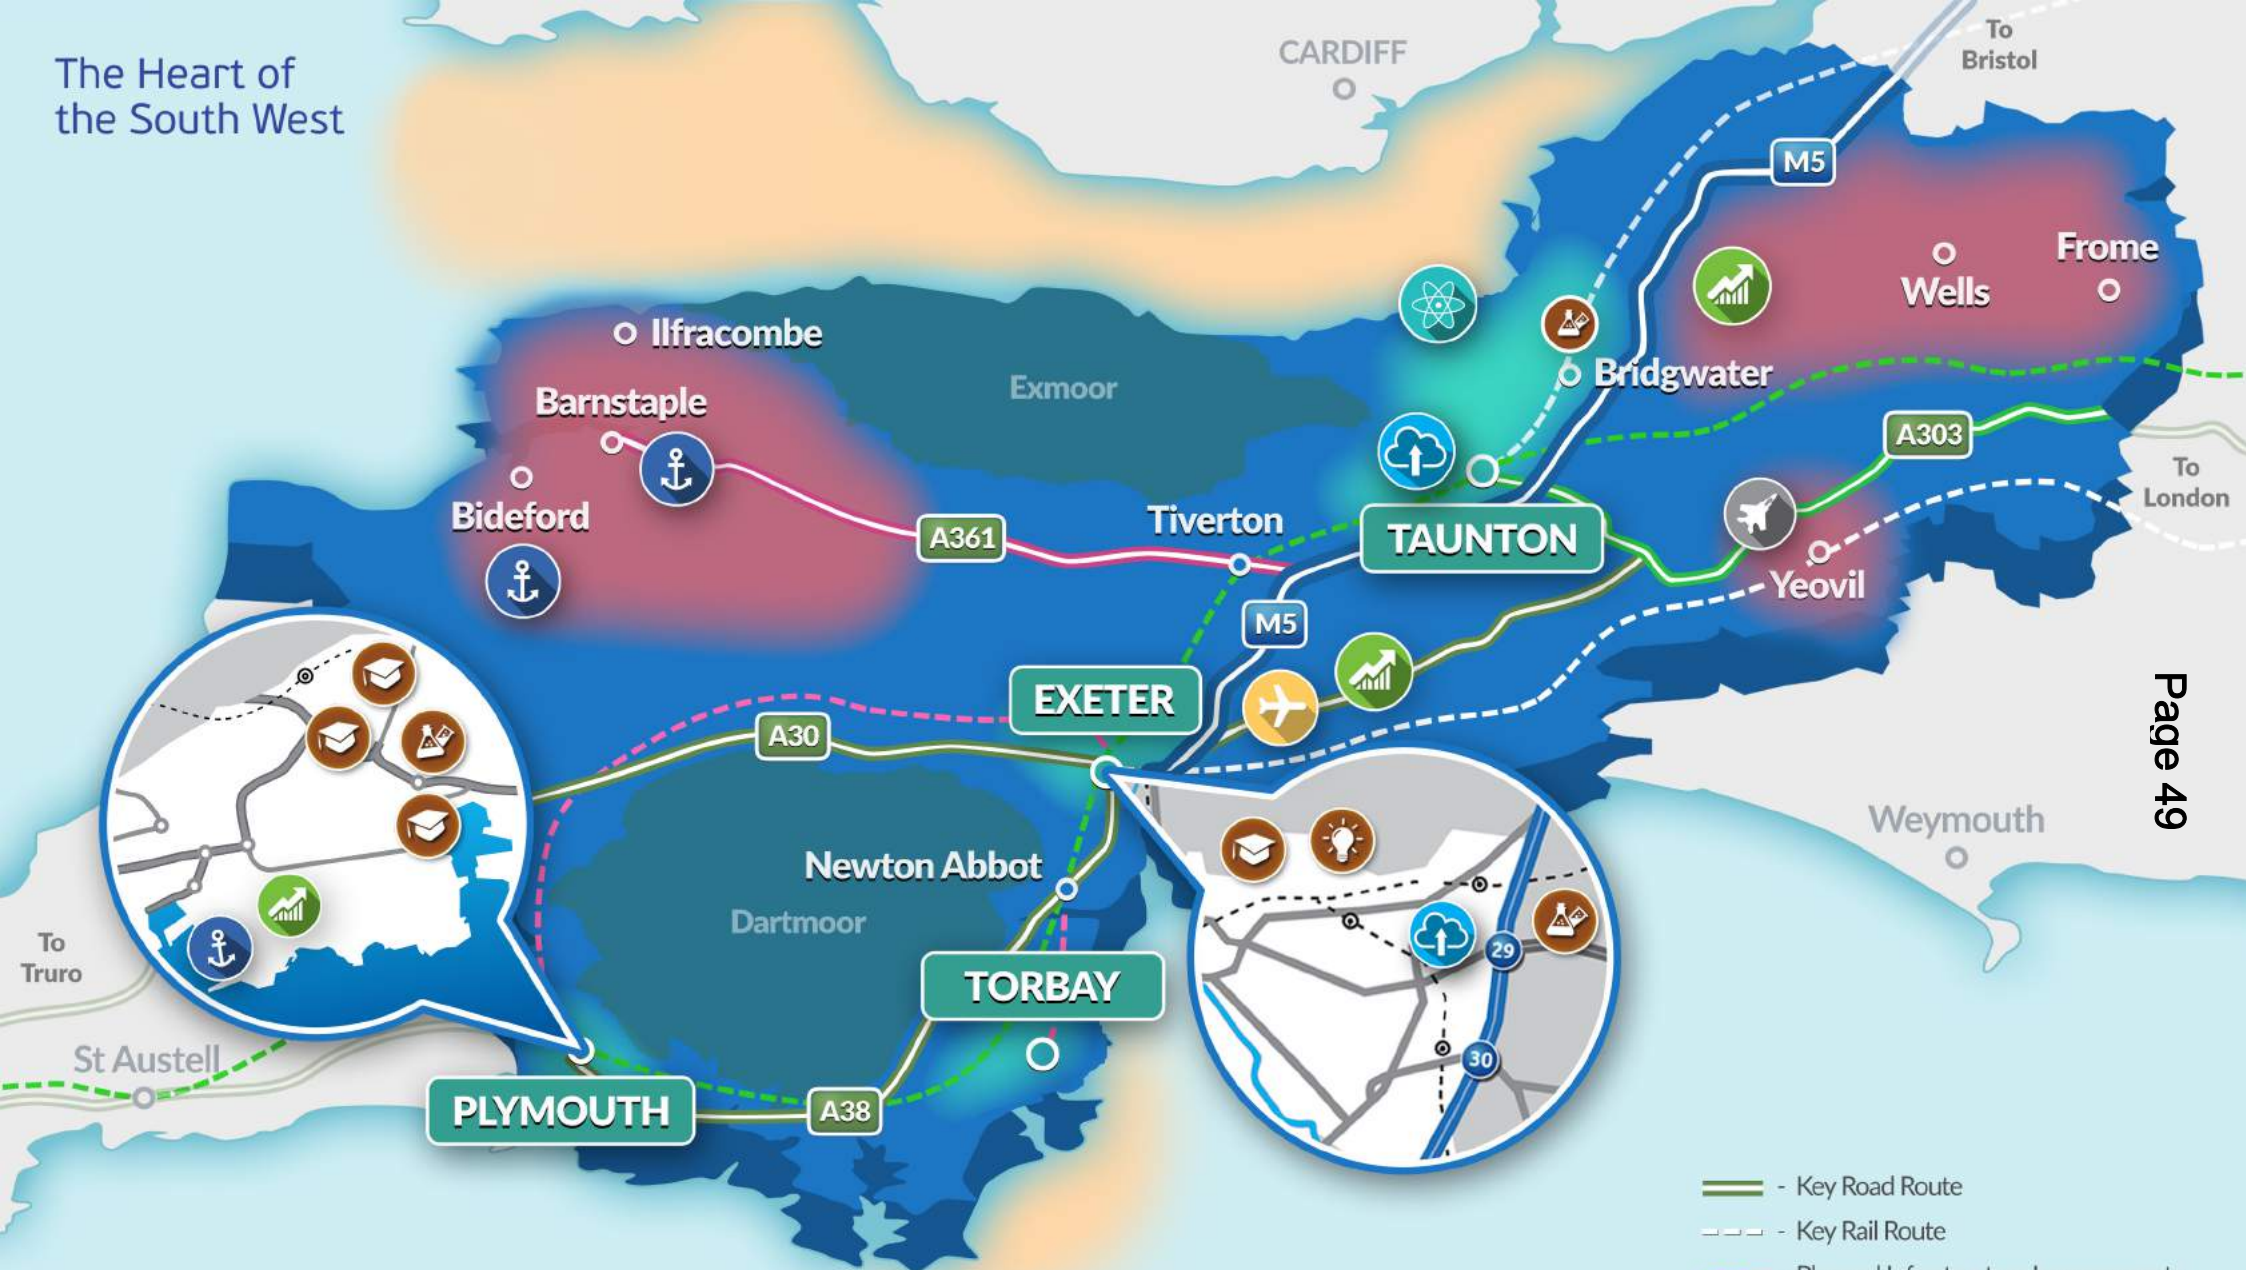 The Heart of
the South West
CARDIFF
To
Bristol
M5
Frome
Wells
Ilfracombe
Barnstaple
Exmoor
Bridgwater
A303
To
London
Bideford
A361
Tiverton
TAUNTON
Yeovil
M5
EXETER
A30
Page 49
Weymouth
Newton Abbot
Dartmoor
To
Truro
TORBAY
29
30
St Austell
PLYMOUTH
A38
- Key Road Route
- Key Rail Route